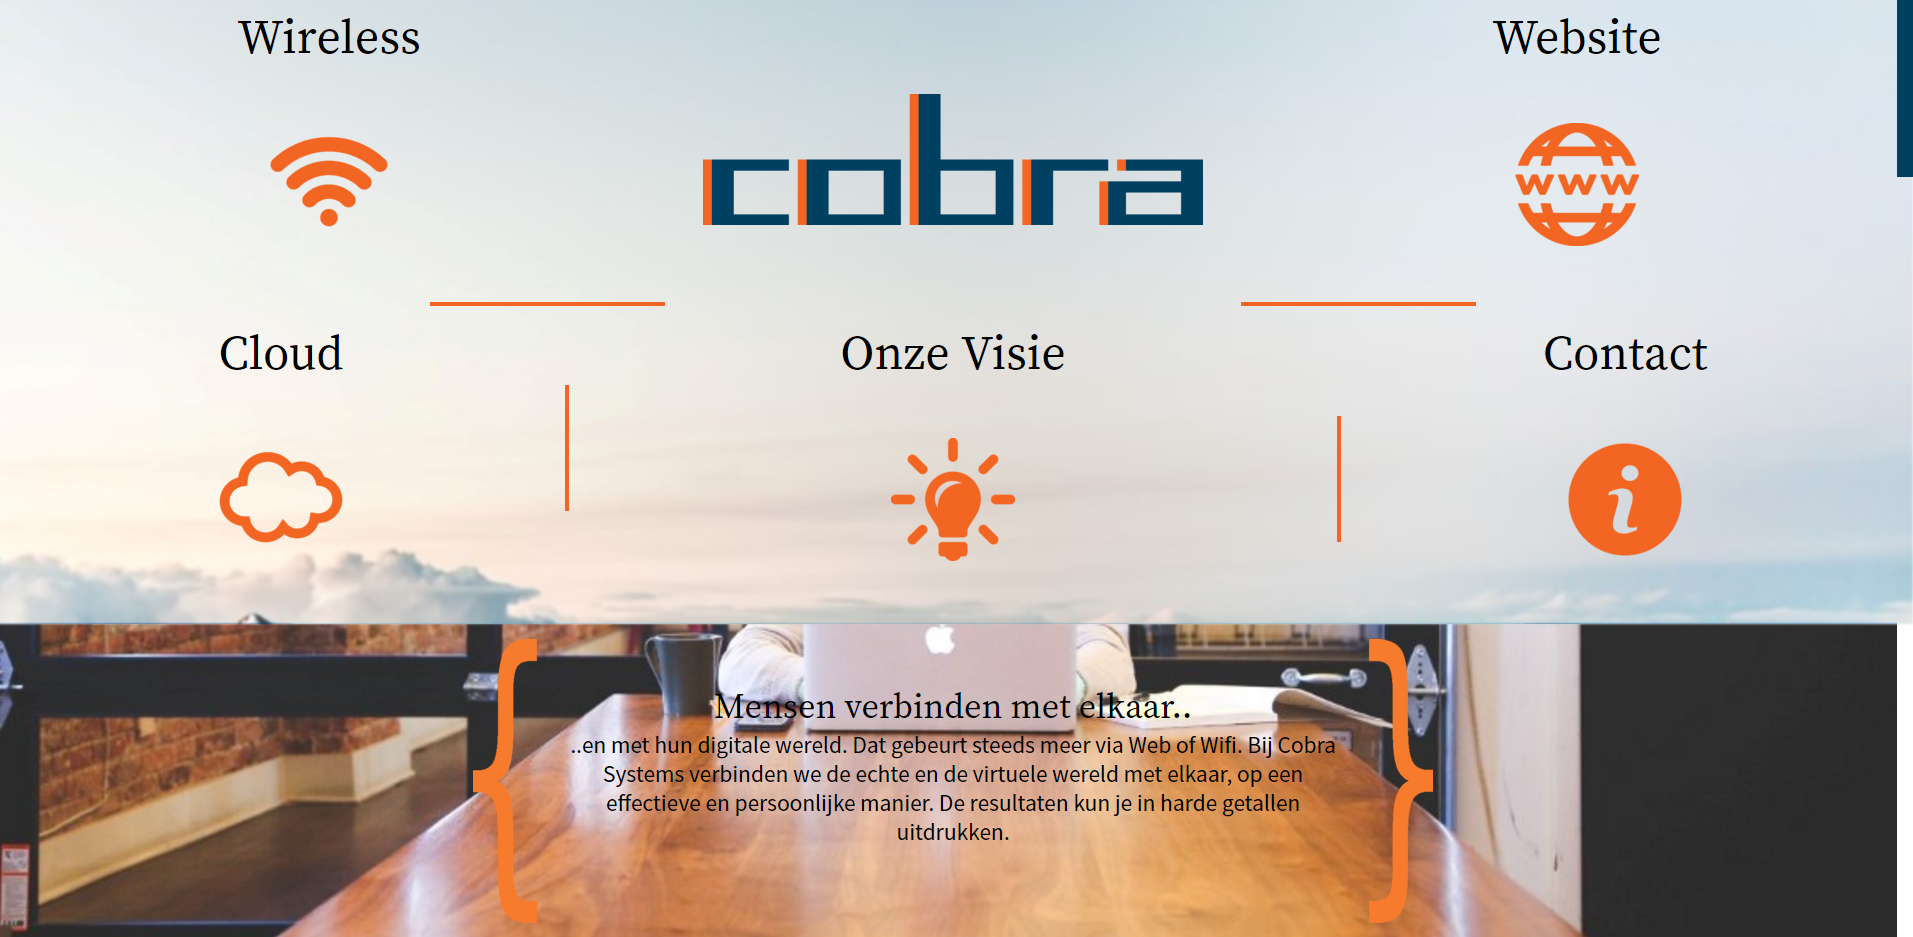 Wireless
Website
cobra
www
Cloud
Onze Visie
Contact
i
Mensen verbinden met elkaar..
..en met hun digitale wereld. Dat gebeurt steeds meer via Web of Wifi. Bij Cobra
Systems verbinden we de echte en de virtuele wereld met elkaar, op een
effectieve en persoonlijke manier. De resultaten kun je in harde getallen
uitdrukken.